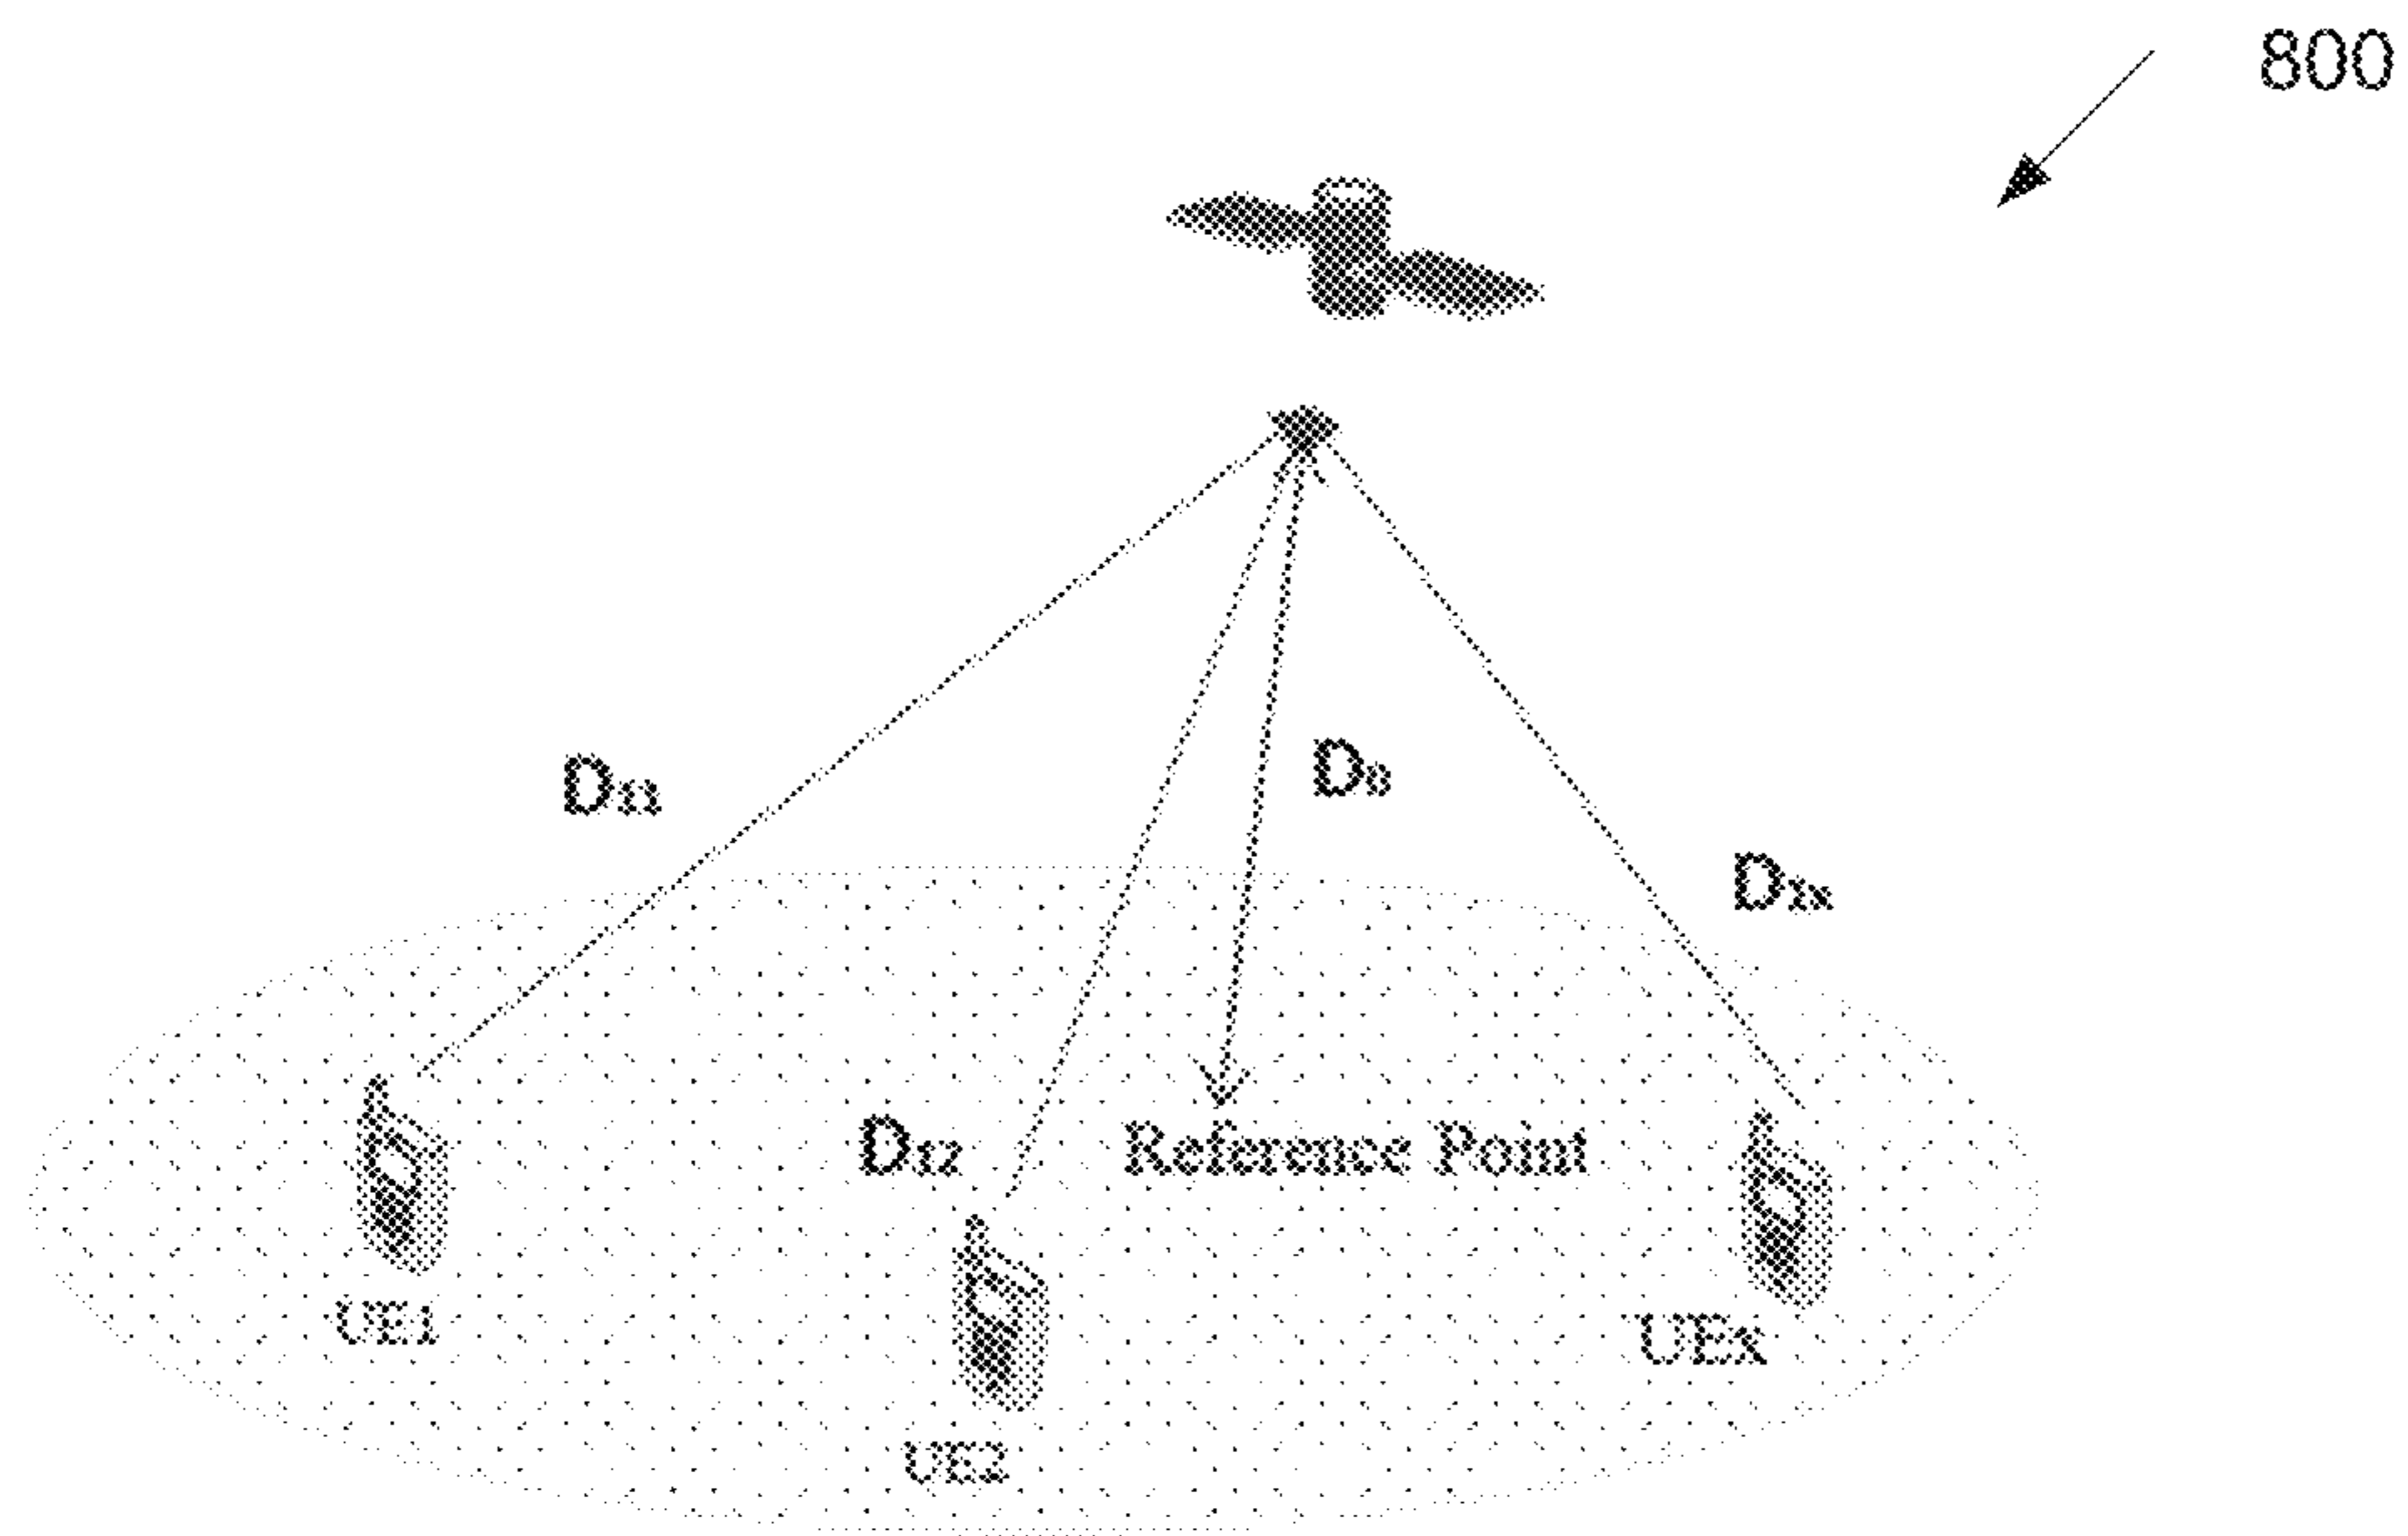 800
D11
D0
D1x
D12
Reference Point
UE1
UEx
UE2